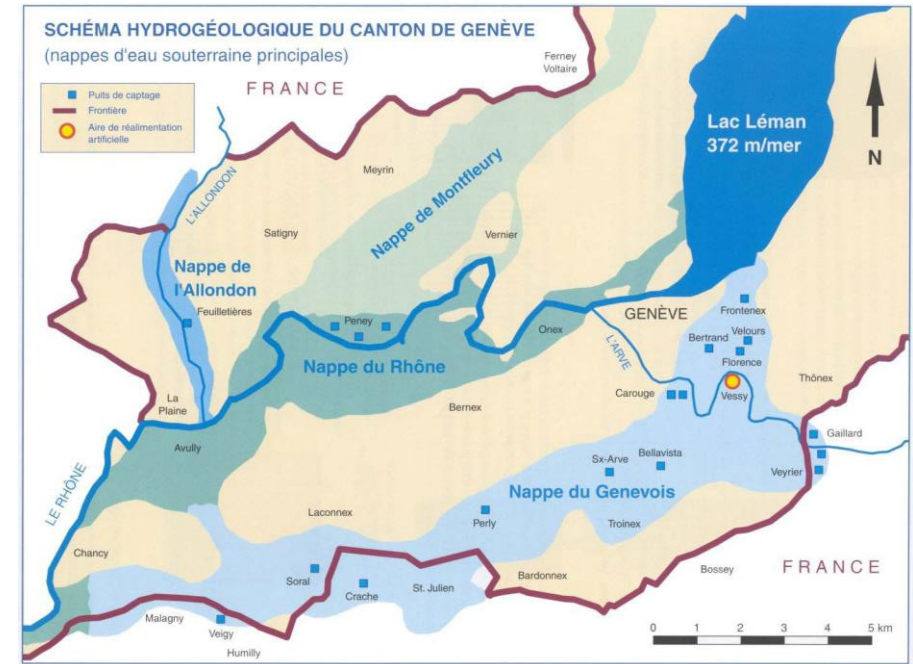 SCHÉMA HYDROGÉOLOGIQUE DU CANTON DE GENÈVE
(nappes d'eau souterraine principales)
Puits de captage
Frontière
Aire de réalimentation
artificielle
FRANCE
Ferney
Voltaire
Lac Léman
372 m/mer
N
L'ALLONDON
Meyrin
Satigny
Nappe de Montfleury
Vernier
Nappe de
l'Allondon
Feuilletières
Peney
Onex
GENÈVE
Frontenex
Bertrand
Velours
Florence
L'ARVE
Nappe du Rhône
La
Plaine
Bernex
Carouge
Vessy
Thônex
Avully
Gaillard
Sx-Arve
Bellavista
Veyrier
LE RHÔNE
Nappe du Genevois
Laconnex
Perly
Troinex
Chancy
Soral
Crache
St. Julien
Bardonnex
Bossey
FRANCE
Malagny
Veigy
Humilly
0 1 2 3 4 5 km